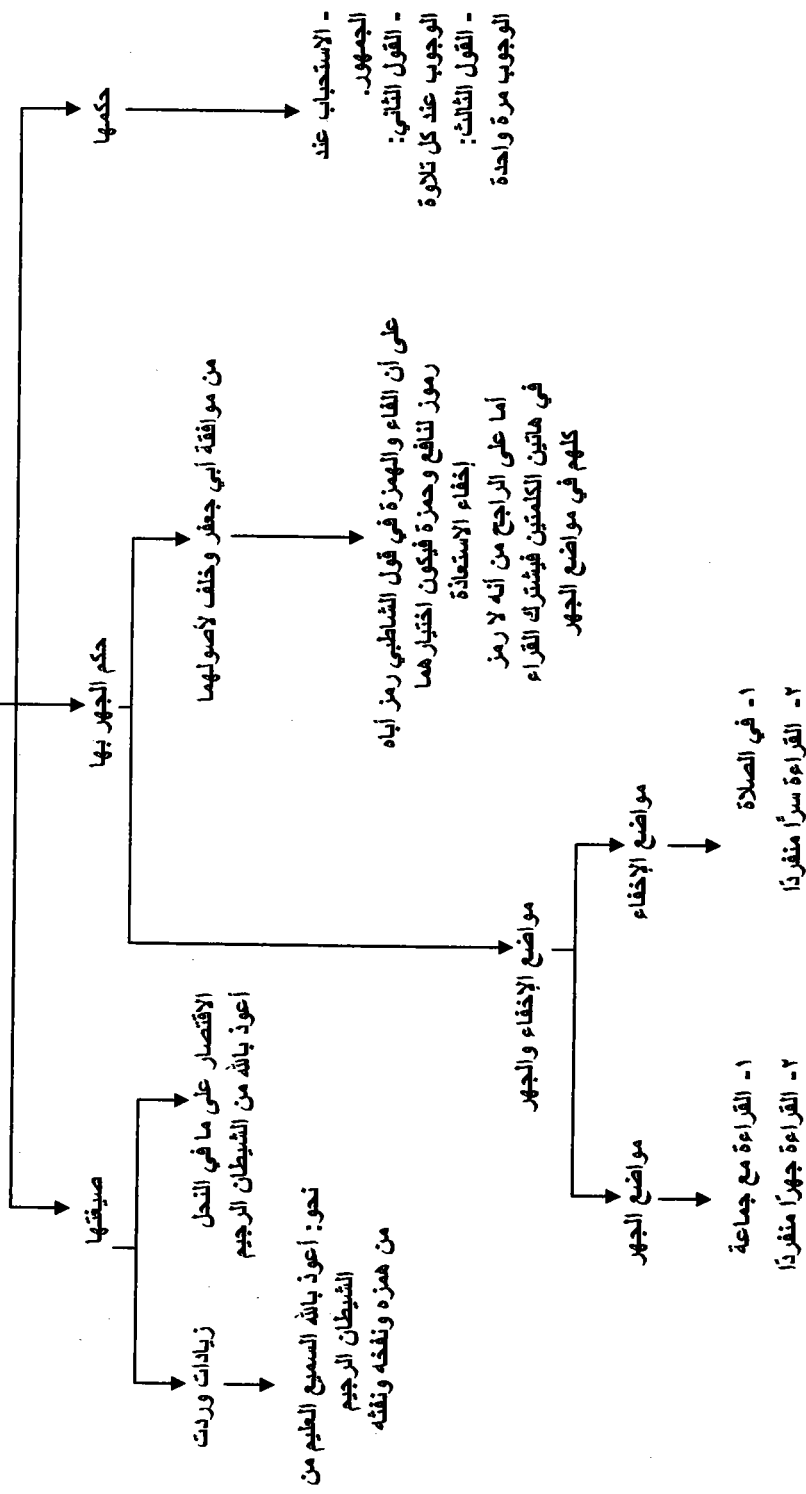 حكمها
- الاستحباب عند
الجمهور.
- القول الثاني:
الوجوب عند كل تلاوة
- القول الثالث:
الوجوب مرة واحدة
حكم الجهر بها
من موافقة أبي جعفر وخلف لأصولهما
على أن الفاء والهمزة في قول الشاطبي رمز أباه
رموز لنافع وحمزة فيكون اختيارهما
إخفاء الاستعاذة
أما على الراجح من أنه لا رمز
في هاتين الكلمتين فيشترك القراء
كلهم في مواضع الجهر
مواضع الإخفاء والجهر
مواضع الإخفاء
١- في الصلاة
٢- القراءة سرًا منفردًا
مواضع الجهر
١- القراءة مع جماعة
٢- القراءة جهرًا منفردًا
صيغتها
الاقتصار على ما في النحل
أعوذ بالله من الشيطان الرجيم
زيادات وردت
نحو: أعوذ بالله السميع العليم من
الشيطان الرجيم
من همزه ونفخه ونفثه